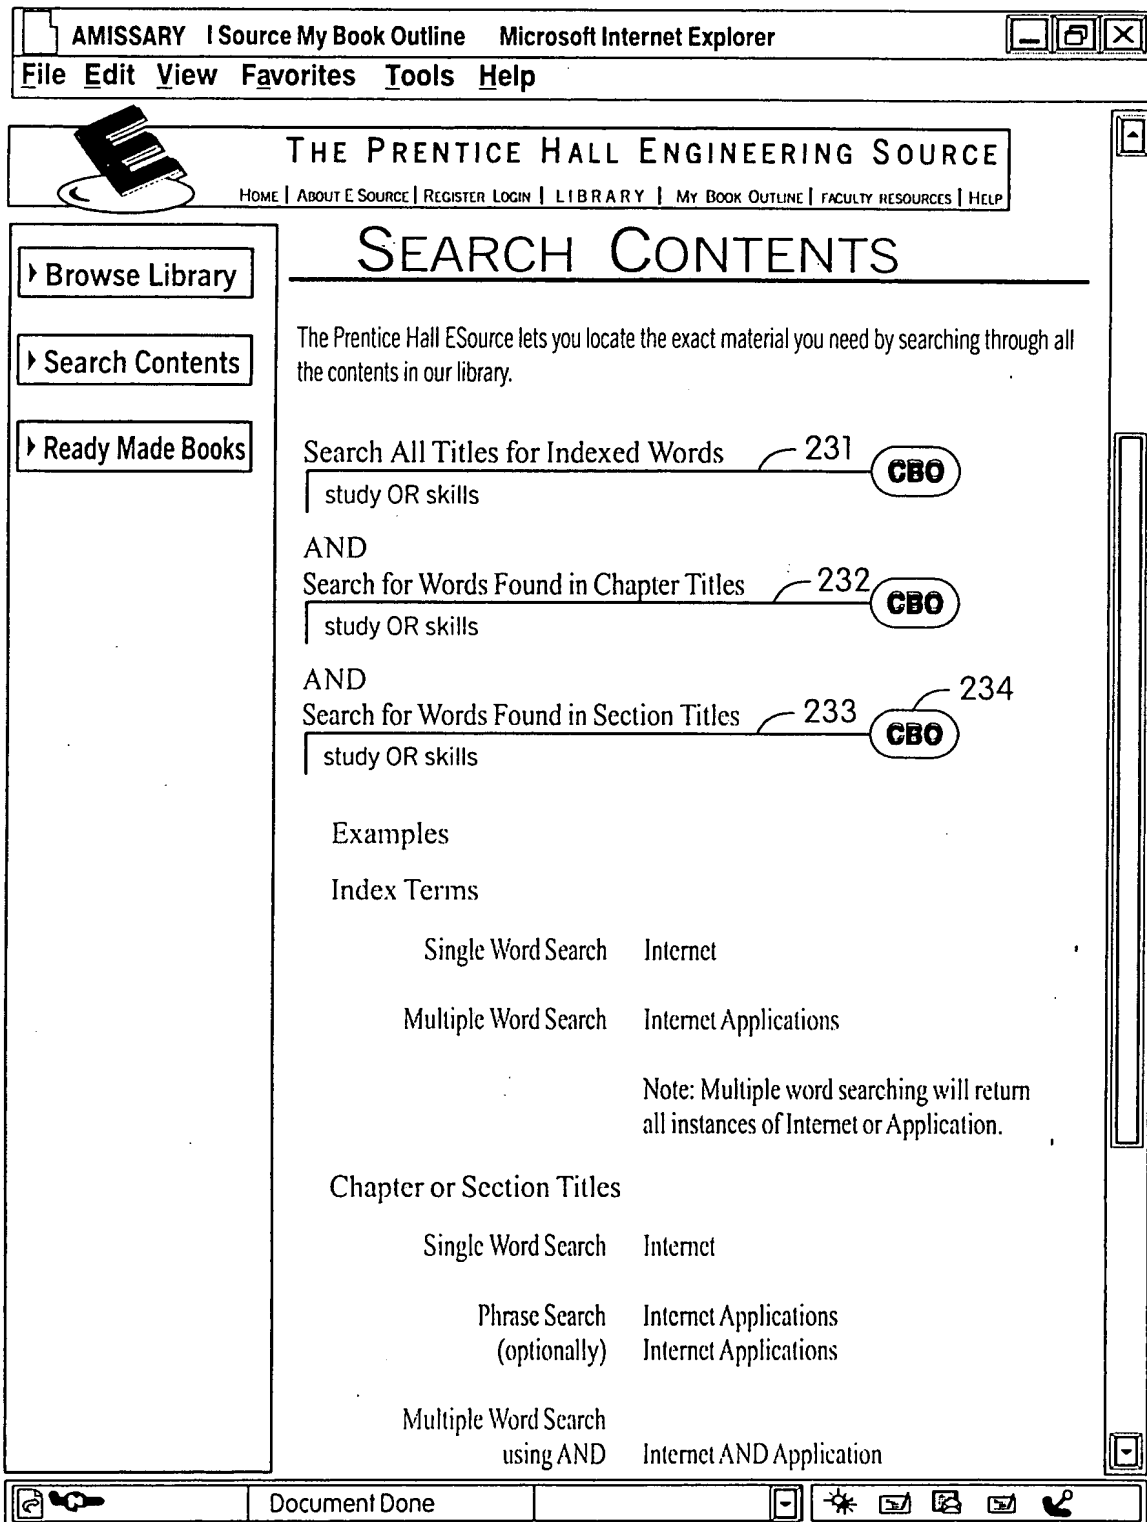 AMISSARY I Source My Book Outline Microsoft Internet Explorer
File Edit View Favorites Tools Help
E
THE PRENTICE HALL ENGINEERING SOURCE
HOME | ABOUT E SOURCE | REGISTER LOGIN | LIBRARY | MY BOOK OUTLINE | FACULTY RESOURCES | HELP
Browse Library
Search Contents
Ready Made Books
SEARCH CONTENTS
The Prentice Hall ESource lets you locate the exact material you need by searching through all
the contents in our library.
Search All Titles for Indexed Words 231 CBO
study OR skills
AND
Search for Words Found in Chapter Titles 232 CBO
study OR skills
AND
234
Search for Words Found in Section Titles 233 CBO
study OR skills
Examples
Index Terms
Single Word Search Internet
Multiple Word Search Internet Applications
Note: Multiple word searching will return
all instances of Internet or Application.
Chapter or Section Titles
Single Word Search Internet
Phrase Search Internet Applications
(optionally) Internet Applications
Multiple Word Search
using AND Internet AND Application
Document Done